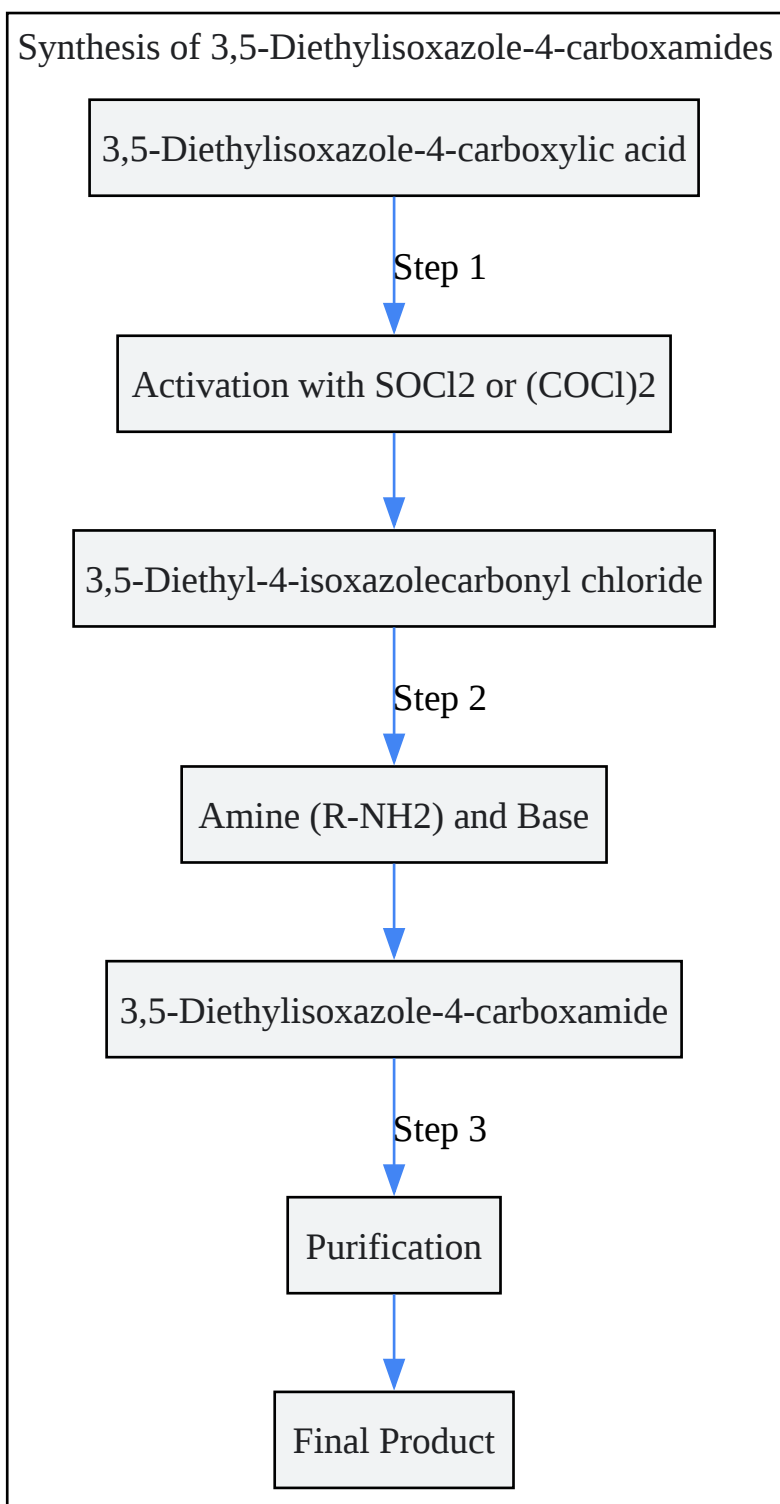 Synthesis of 3,5-Diethylisoxazole-4-carboxamides
3,5-Diethylisoxazole-4-carboxylic acid
Step 1
Activation with SOCl2 or (COCl)2
3,5-Diethyl-4-isoxazolecarbonyl chloride
Step 2
Amine (R-NH2) and Base
3,5-Diethylisoxazole-4-carboxamide
Step 3
Purification
Final Product